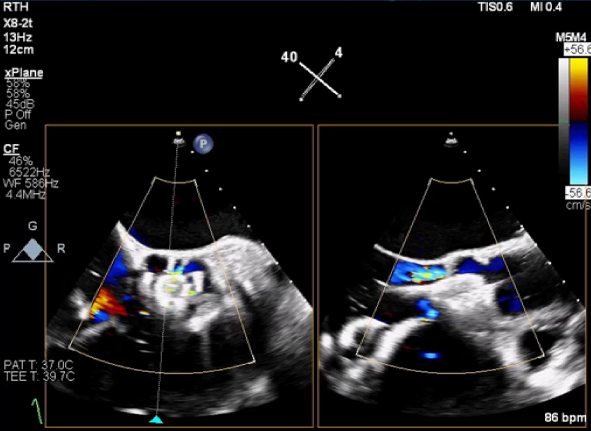 RTH
X8-2t
13Hz
12cm
xPlane
58%
58%
45dB
P Off
Gen
CF
46%
6522Hz
WF 586Hz
4.4MHz
G
P R
PAT T: 37.0C
TEE T: 39.7C
TIS0.6 MI 0.4
M5M4
+56.6
-56.6
cm/s
40 4
P
86 bpm